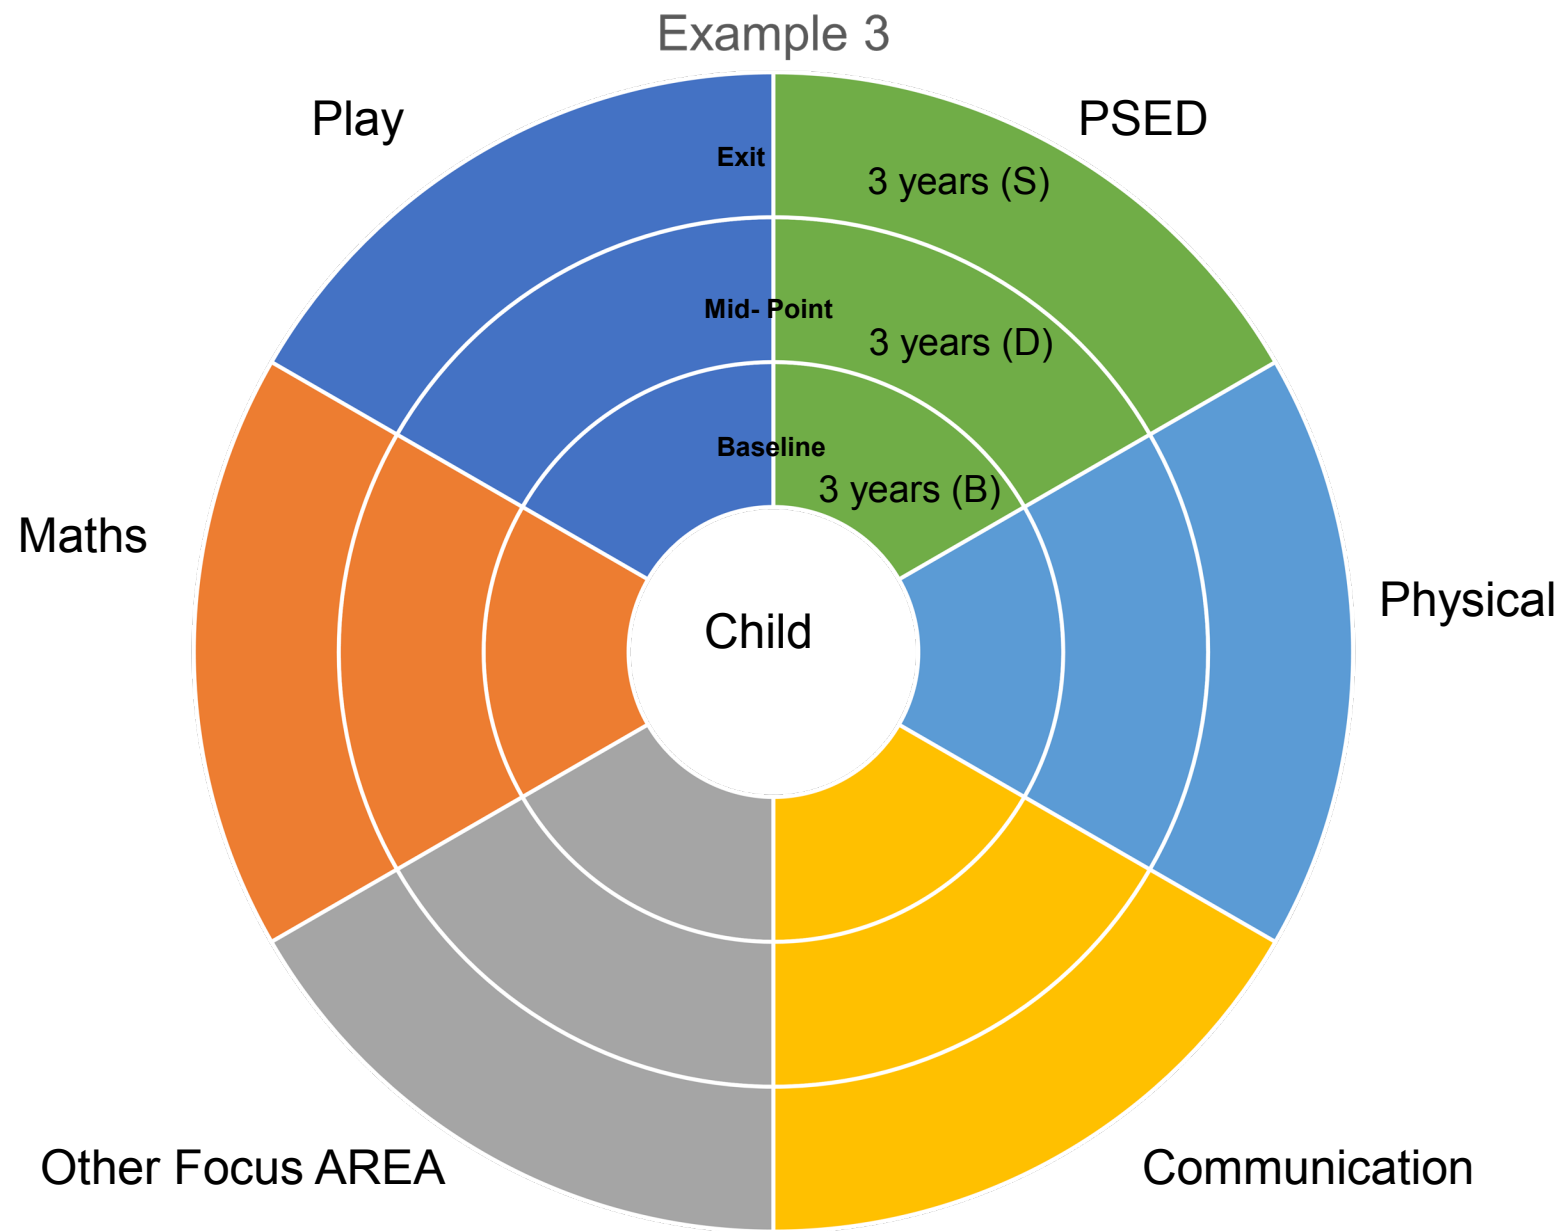 Example 3
Play
PSED
Exit
3 years (S)
Mid- Point
3 years (D)
Baseline
3 years (B)
Maths
Physical
Child
Other Focus AREA
Communication